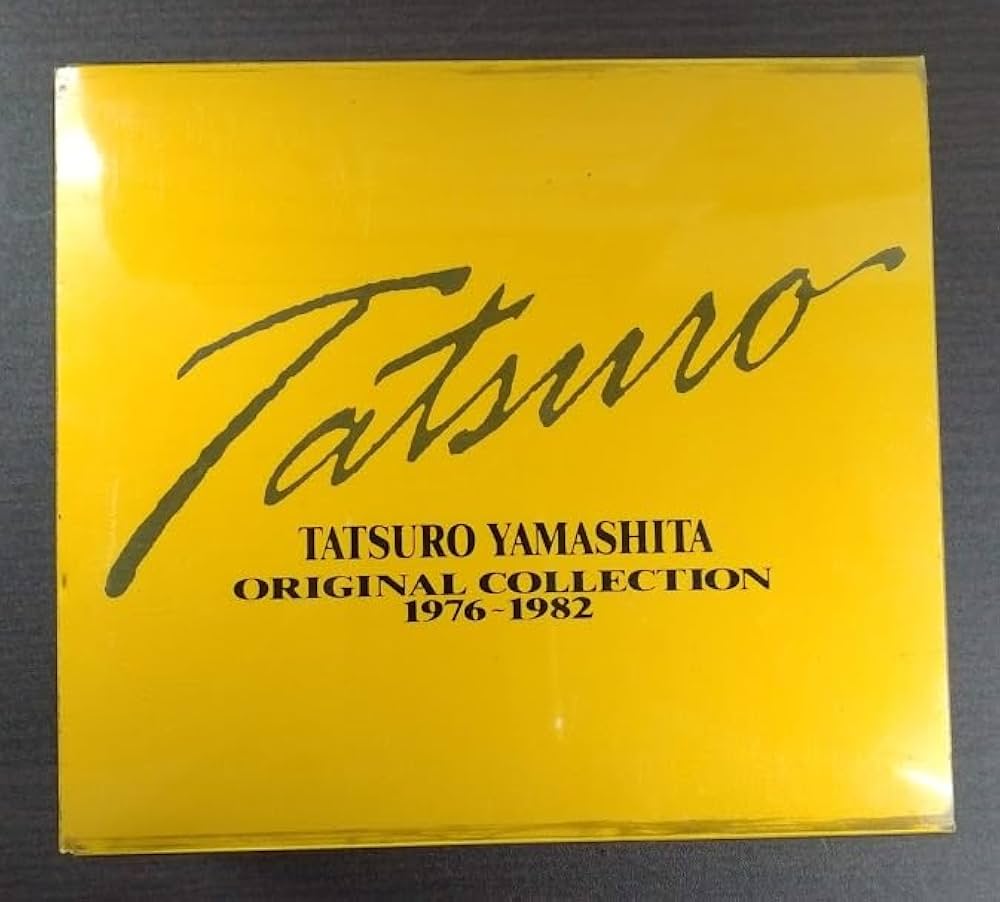 Tatsuro
TATSURO YAMASHITA
ORIGINAL COLLECTION
1976~1982